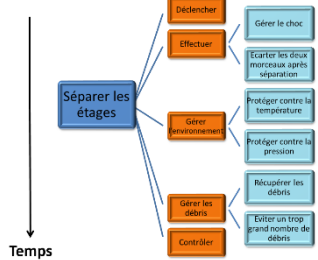 Déclencher
Effectuer
Gérer le choc
Ecarter les deux
morceaux après
séparation
Séparer les
étages
Gérer
l'environnement
Protéger contre la
température
Protéger contre la
pression
Gérer les
débris
Récupérer les
débris
Eviter un trop
grand nombre de
débris
Contrôler
Temps